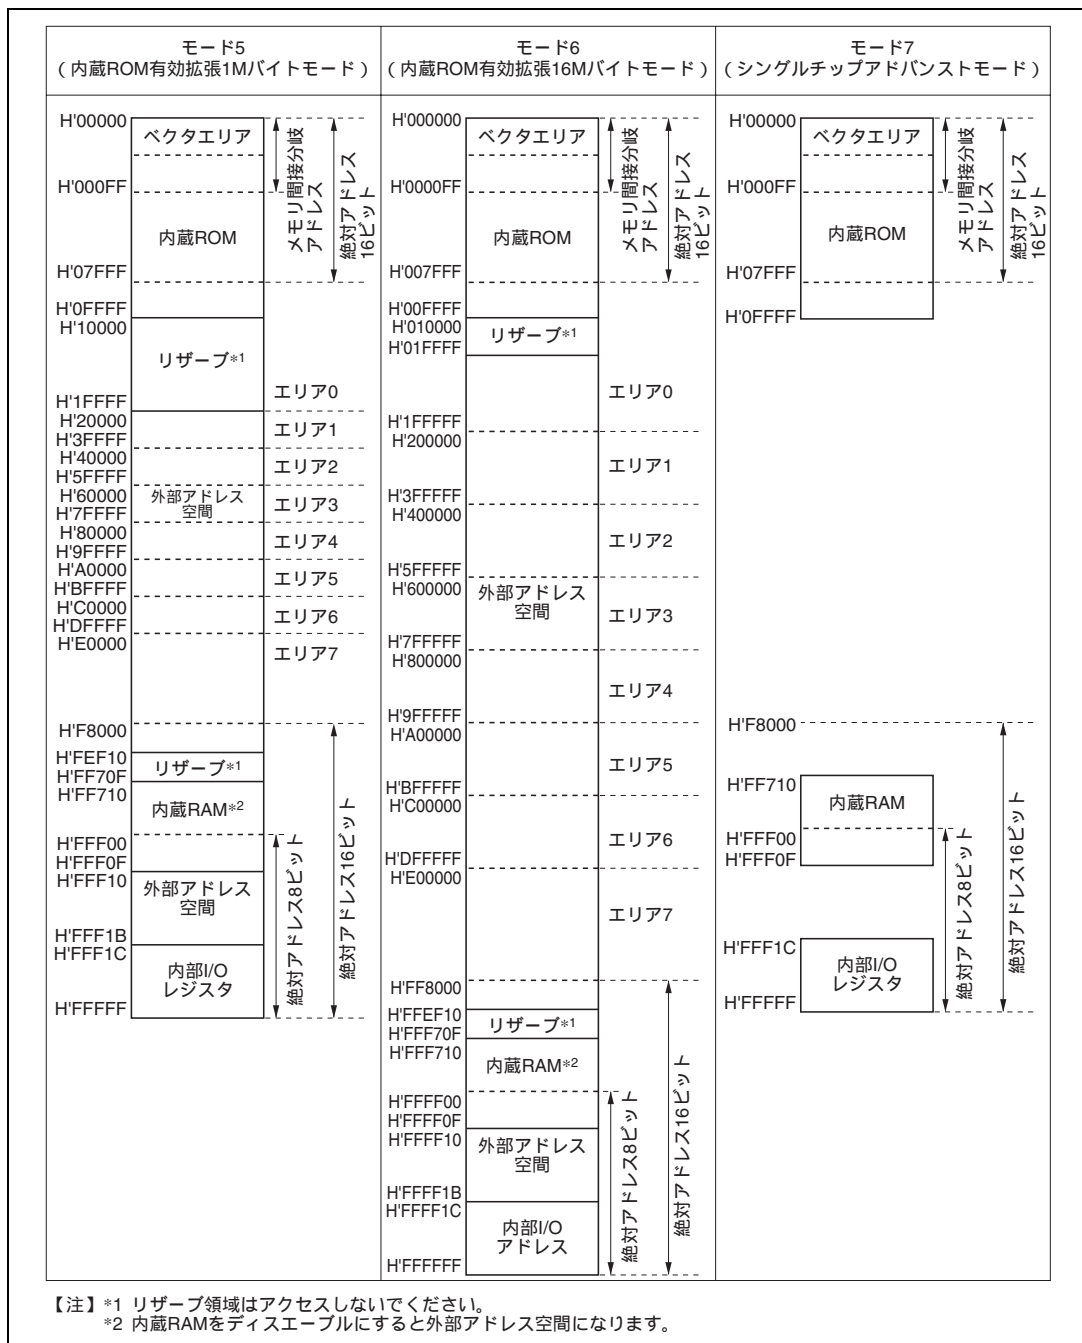 モード5
（内蔵ROM有効拡張1Mバイトモード）
H'00000
ベクタエリア
H'000FF
内蔵ROM
H'07FFF
H'0FFFF
H'10000
リザーブ*1
H'1FFFF
H'20000
H'3FFFF
H'40000
H'5FFFF
H'60000
H'7FFFF
外部アドレス
空間
H'80000
H'9FFFF
H'A0000
H'BFFFF
H'C0000
H'DFFFF
H'E0000
エリア0
エリア1
エリア2
エリア3
エリア4
エリア5
エリア6
エリア7
メモリ間接分岐
アドレス
絶対アドレス
16ビット
H'F8000
H'FEF10
リザーブ*1
H'FF70F
H'FF710
内蔵RAM*2
H'FFF00
H'FFF0F
H'FFF10
外部アドレス
空間
H'FFF1B
H'FFF1C
内部I/O
レジスタ
H'FFFFF
絶対アドレス8ビット
絶対アドレス16ビット
モード6
（内蔵ROM有効拡張16Mバイトモード）
H'000000
ベクタエリア
H'0000FF
内蔵ROM
H'007FFF
H'00FFFF
H'010000
リザーブ*1
H'01FFFF
H'1FFFFF
H'200000
H'3FFFFF
H'400000
H'5FFFFF
H'600000
外部アドレス
空間
H'7FFFFF
H'800000
H'9FFFFF
H'A00000
H'BFFFFF
H'C00000
H'DFFFFF
H'E00000
エリア0
エリア1
エリア2
エリア3
エリア4
エリア5
エリア6
エリア7
メモリ間接分岐
アドレス
絶対アドレス
16ビット
H'FF8000
H'FFEF10
リザーブ*1
H'FFF70F
H'FFF710
内蔵RAM*2
H'FFFF00
H'FFFF0F
H'FFFF10
外部アドレス
空間
H'FFFF1B
H'FFFF1C
内部I/O
アドレス
H'FFFFFF
絶対アドレス8ビット
絶対アドレス16ビット
モード7
（シングルチップアドバンストモード）
H'00000
ベクタエリア
H'000FF
内蔵ROM
H'07FFF
H'0FFFF
メモリ間接分岐
アドレス
絶対アドレス
16ビット
H'F8000
H'FF710
内蔵RAM
H'FFF00
H'FFF0F
H'FFF1C
内部I/O
レジスタ
H'FFFFF
絶対アドレス8ビット
絶対アドレス16ビット
【注】*1 リザーブ領域はアクセスしないでください。
*2 内蔵RAMをディスエーブルにすると外部アドレス空間になります。